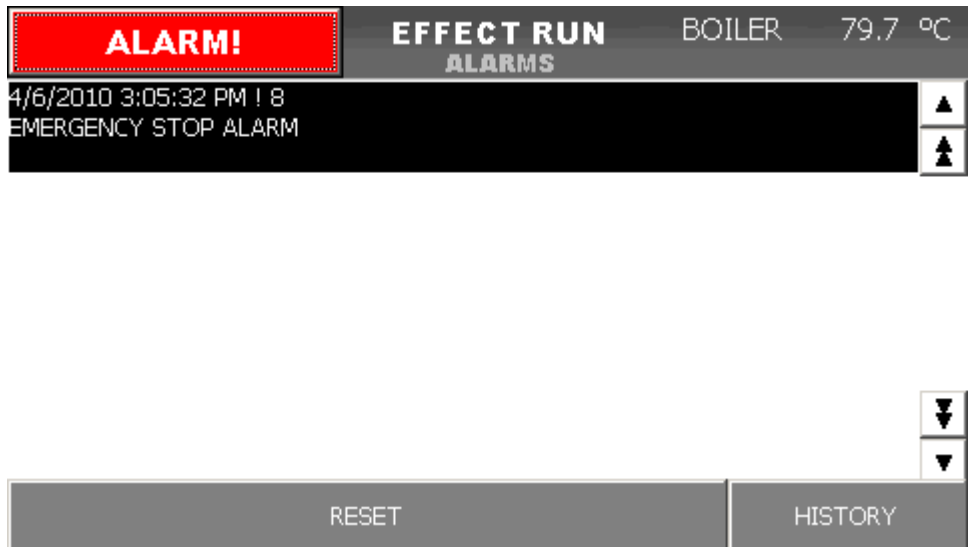 ALARM!
EFFECT RUN
ALARMS
BOILER 79.7 ºC
4/6/2010 3:05:32 PM ! 8
EMERGENCY STOP ALARM
RESET
HISTORY